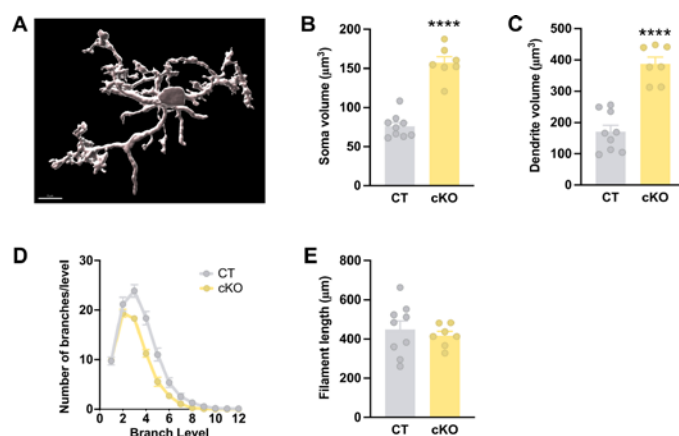 A
B
Soma volume (μm³)
200
150
100
50
0
CT
cKO
****
C
Dendrite volume (μm³)
500
400
300
200
100
0
CT
cKO
****
D
Number of branches/level
30
20
10
0
0 2 4 6 8 10 12
Branch Level
CT
cKO
E
Filament length (μm)
800
600
400
200
0
CT
cKO